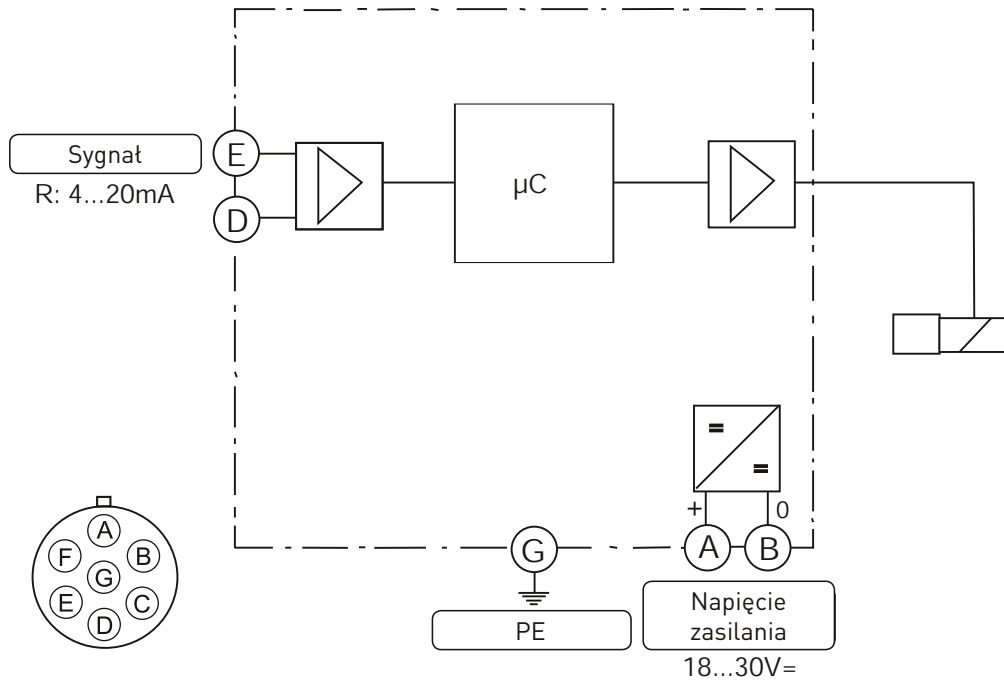 Sygnał
R: 4...20mA
E
D
µC
=
=
+
0
A
B
G
PE
Napięcie
zasilania
18...30V=
A
F
B
G
E
C
D